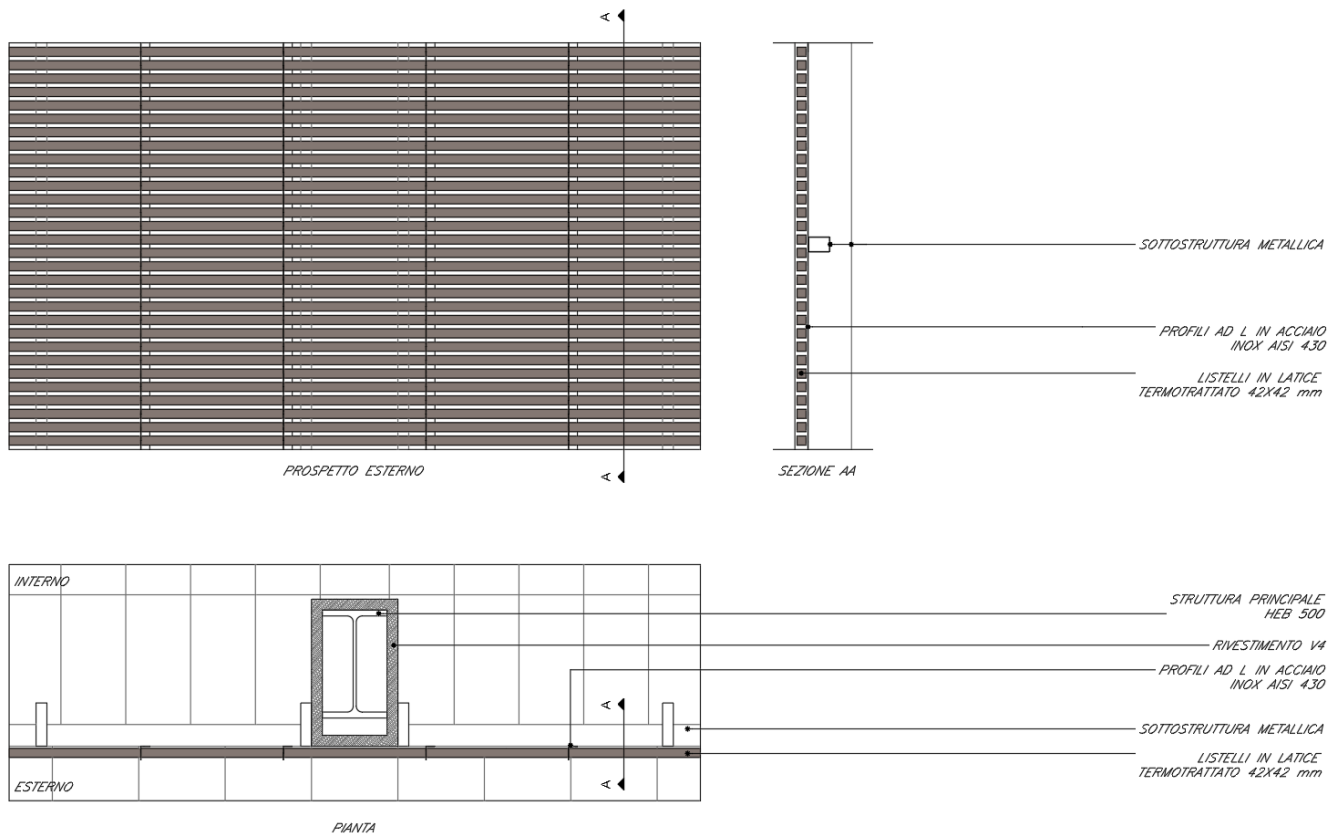 A
SOTTOSTRUTTURA METALLICA
PROFILI AD L IN ACCIAIO
INOX AISI 430
LISTELLI IN LATICE
TERMOTRATTATO 42X42 mm
A
PROSPETTO ESTERNO
SEZIONE AA
INTERNO
STRUTTURA PRINCIPALE
HEB 500
RIVESTIMENTO V4
PROFILI AD L IN ACCIAIO
INOX AISI 430
A
SOTTOSTRUTTURA METALLICA
LISTELLI IN LATICE
TERMOTRATTATO 42X42 mm
A
ESTERNO
PIANTA